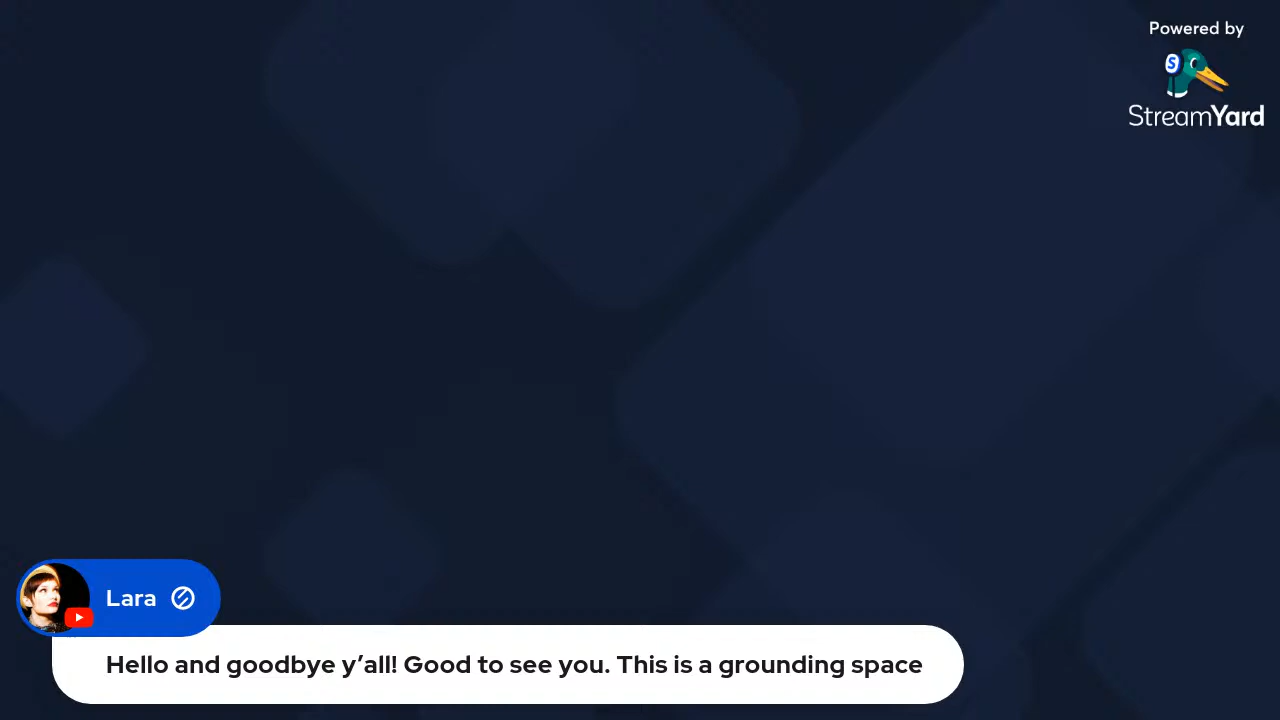 Powered by
StreamYard
Lara
Hello and goodbye y’all! Good to see you. This is a grounding space